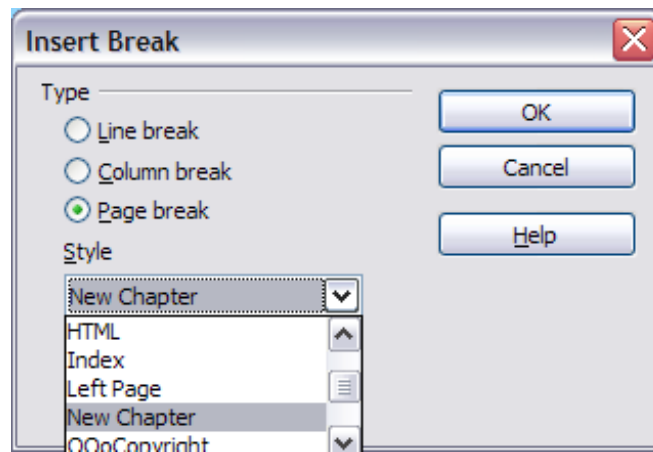 Insert Break
Type
Line break
Column break
Page break
Style
New Chapter
HTML
Index
Left Page
New Chapter
OOoCopyright
OK
Cancel
Help